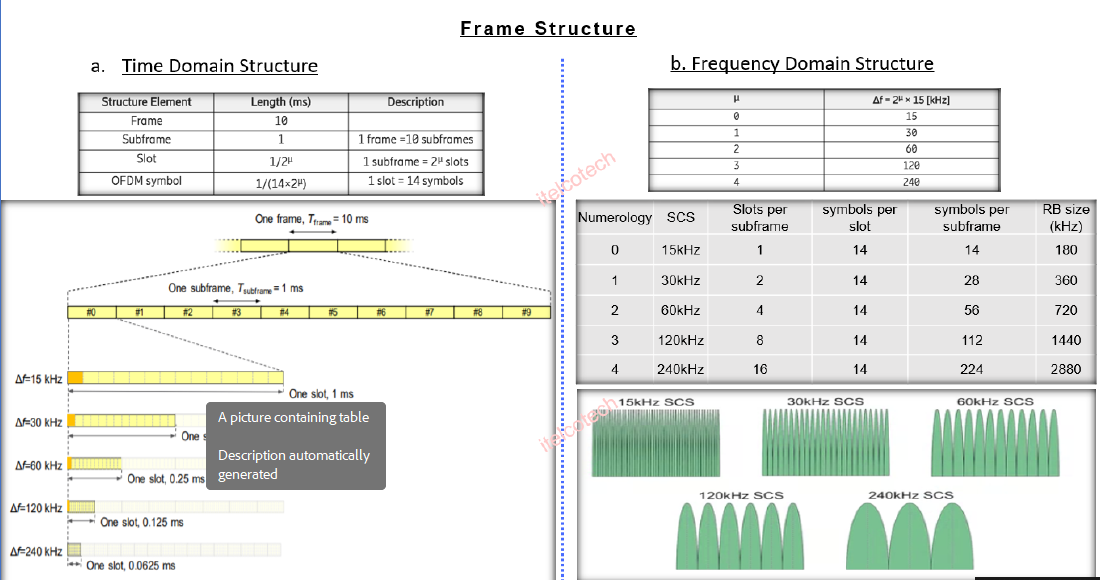 Frame Structure
a. Time Domain Structure
Structure Element Length (ms) Description
Frame 10
Subframe 1 1 frame =10 subframes
Slot 1/2^μ 1 subframe = 2^μ slots
OFDM symbol 1/(14×2^μ) 1 slot = 14 symbols
One frame, Tframe = 10 ms
One subframe, Tsubframe = 1 ms
#0 #1 #2 #3 #4 #5 #6 #7 #8 #9
Δf=15 kHz
One slot, 1 ms
Δf=30 kHz
One s
Δf=60 kHz
One slot, 0.25 ms
Δf=120 kHz
One slot, 0.125 ms
Δf=240 kHz
One slot, 0.0625 ms
A picture containing table
Description automatically
generated
b. Frequency Domain Structure
μ Δf = 2^μ × 15 [kHz]
0 15
1 30
2 60
3 120
4 240
Numerology SCS Slots per subframe symbols per slot symbols per subframe RB size (kHz)
0 15kHz 1 14 14 180
1 30kHz 2 14 28 360
2 60kHz 4 14 56 720
3 120kHz 8 14 112 1440
4 240kHz 16 14 224 2880
15kHz SCS 30kHz SCS 60kHz SCS
120kHz SCS 240kHz SCS
itelcotech
itelcotech